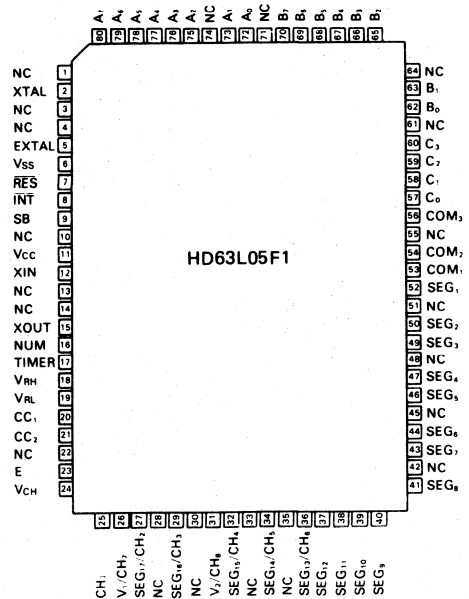 A₇ A₆ A₅ A₄ A₃ A₂ NC A₁ A₀ NC B₇ B₆ B₅ B₄ B₃ B₂
80 79 78 77 76 75 74 73 72 71 70 69 68 67 66 65
NC 1
XTAL 2
NC 3
NC 4
EXTAL 5
Vss 6
RES 7
INT 8
SB 9
NC 10
Vcc 11
XIN 12
NC 13
NC 14
XOUT 15
NUM 16
TIMER 17
VRH 18
VRL 19
CC₁ 20
CC₂ 21
NC 22
E 23
VCH 24
HD63L05F1
64 NC
63 B₁
62 B₀
61 NC
60 C₃
59 C₂
58 C₁
57 C₀
56 COM₃
55 NC
54 COM₂
53 COM₁
52 SEG₁
51 NC
50 SEG₂
49 SEG₃
48 NC
47 SEG₄
46 SEG₅
45 NC
44 SEG₆
43 SEG₇
42 NC
41 SEG₈
25 26 27 28 29 30 31 32 33 34 35 36 37 38 39 40
CH₁
V₁/CH₇
SEG₁₇/CH₂
NC
SEG₁₆/CH₃
NC
V₂/CH₈
SEG₁₅/CH₄
NC
SEG₁₄/CH₅
NC
SEG₁₃/CH₆
SEG₁₂
SEG₁₁
SEG₁₀
SEG₉